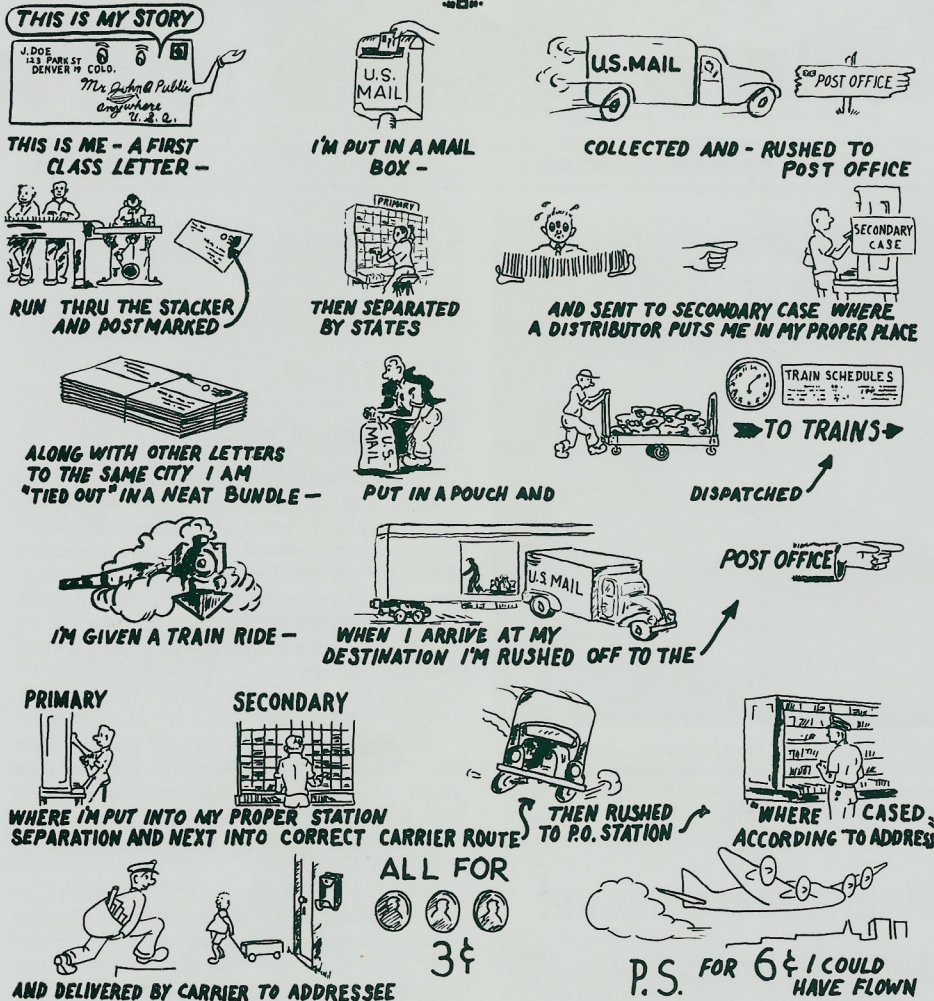 THIS IS MY STORY
J. DOE
123 PARK ST
DENVER 19 COLO.
Mr. John Q Public
anywhere
U. S. A.
THIS IS ME - A FIRST
CLASS LETTER -
U.S.
MAIL
I'M PUT IN A MAIL
BOX -
U.S. MAIL
POST OFFICE
COLLECTED AND - RUSHED TO
POST OFFICE
RUN THRU THE STACKER
AND POSTMARKED
PRIMARY
THEN SEPARATED
BY STATES
SECONDARY
CASE
AND SENT TO SECONDARY CASE WHERE
A DISTRIBUTOR PUTS ME IN MY PROPER PLACE
ALONG WITH OTHER LETTERS
TO THE SAME CITY I AM
"TIED OUT" IN A NEAT BUNDLE -
U.S.
MAIL
PUT IN A POUCH AND
TRAIN SCHEDULES
TO TRAINS
DISPATCHED
I'M GIVEN A TRAIN RIDE -
U.S. MAIL
WHEN I ARRIVE AT MY
DESTINATION I'M RUSHED OFF TO THE
POST OFFICE
PRIMARY
SECONDARY
WHERE I'M PUT INTO MY PROPER STATION
SEPARATION AND NEXT INTO CORRECT CARRIER ROUTE
THEN RUSHED
TO P.O. STATION
WHERE "CASED"
ACCORDING TO ADDRESS
AND DELIVERED BY CARRIER TO ADDRESSEE
ALL FOR
3¢
P.S. FOR 6¢ I COULD
HAVE FLOWN